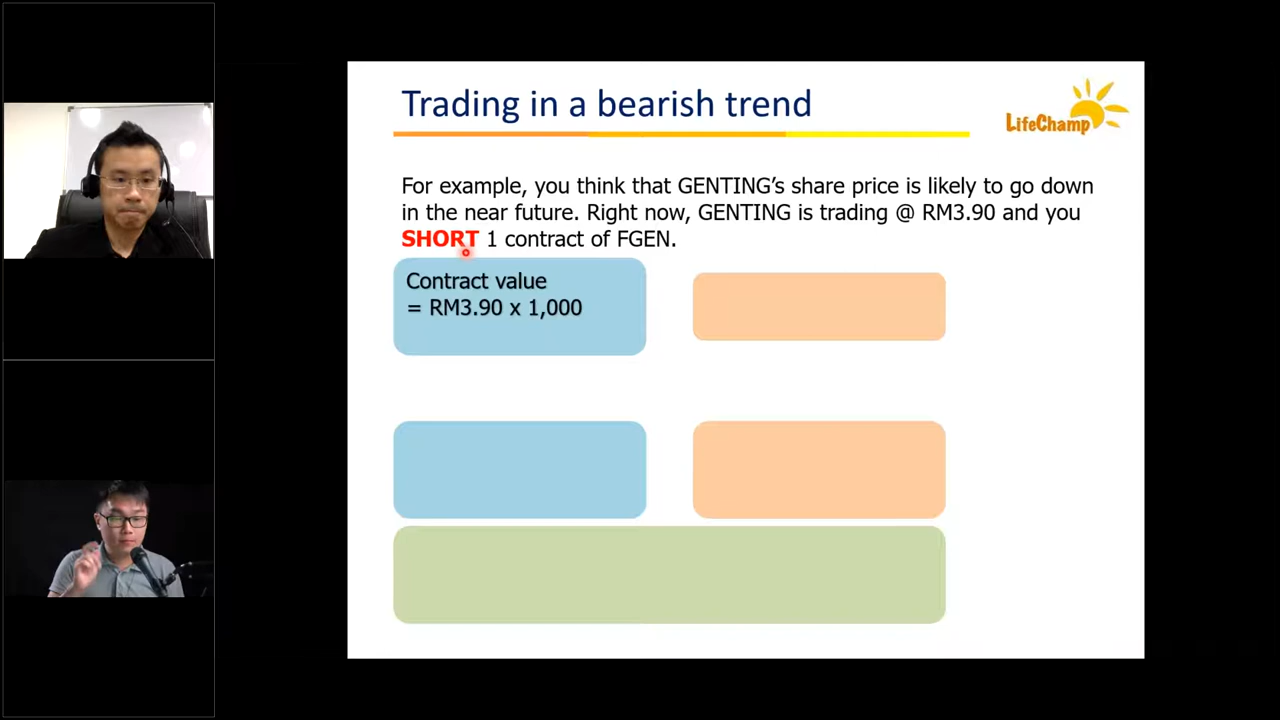 Trading in a bearish trend
LifeChamp
For example, you think that GENTING’s share price is likely to go down
in the near future. Right now, GENTING is trading @ RM3.90 and you
SHORT 1 contract of FGEN.
Contract value
= RM3.90 x 1,000